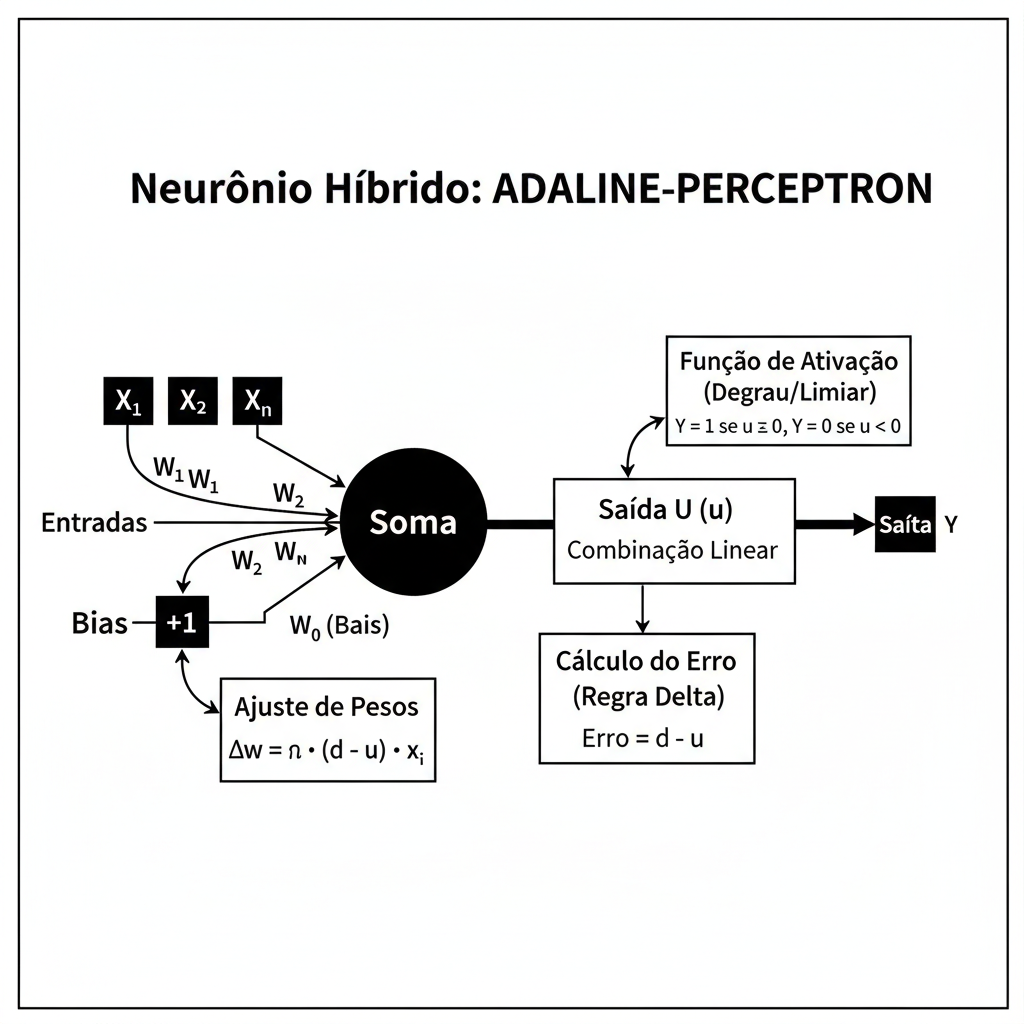 Neurônio Híbrido: ADALINE-PERCEPTRON
X₁ X₂ Xₙ
W₁ W₁
W₂
Entradas
W₂ Wₙ
Bias +1
W₀ (Bais)
Ajuste de Pesos
Δw = n • (d - u) • xᵢ
Soma
Função de Ativação
(Degrau/Limiar)
Y = 1 se u ≥ 0, Y = 0 se u < 0
Saída U (u)
Combinação Linear
Cálculo do Erro
(Regra Delta)
Erro = d - u
Saíta Y